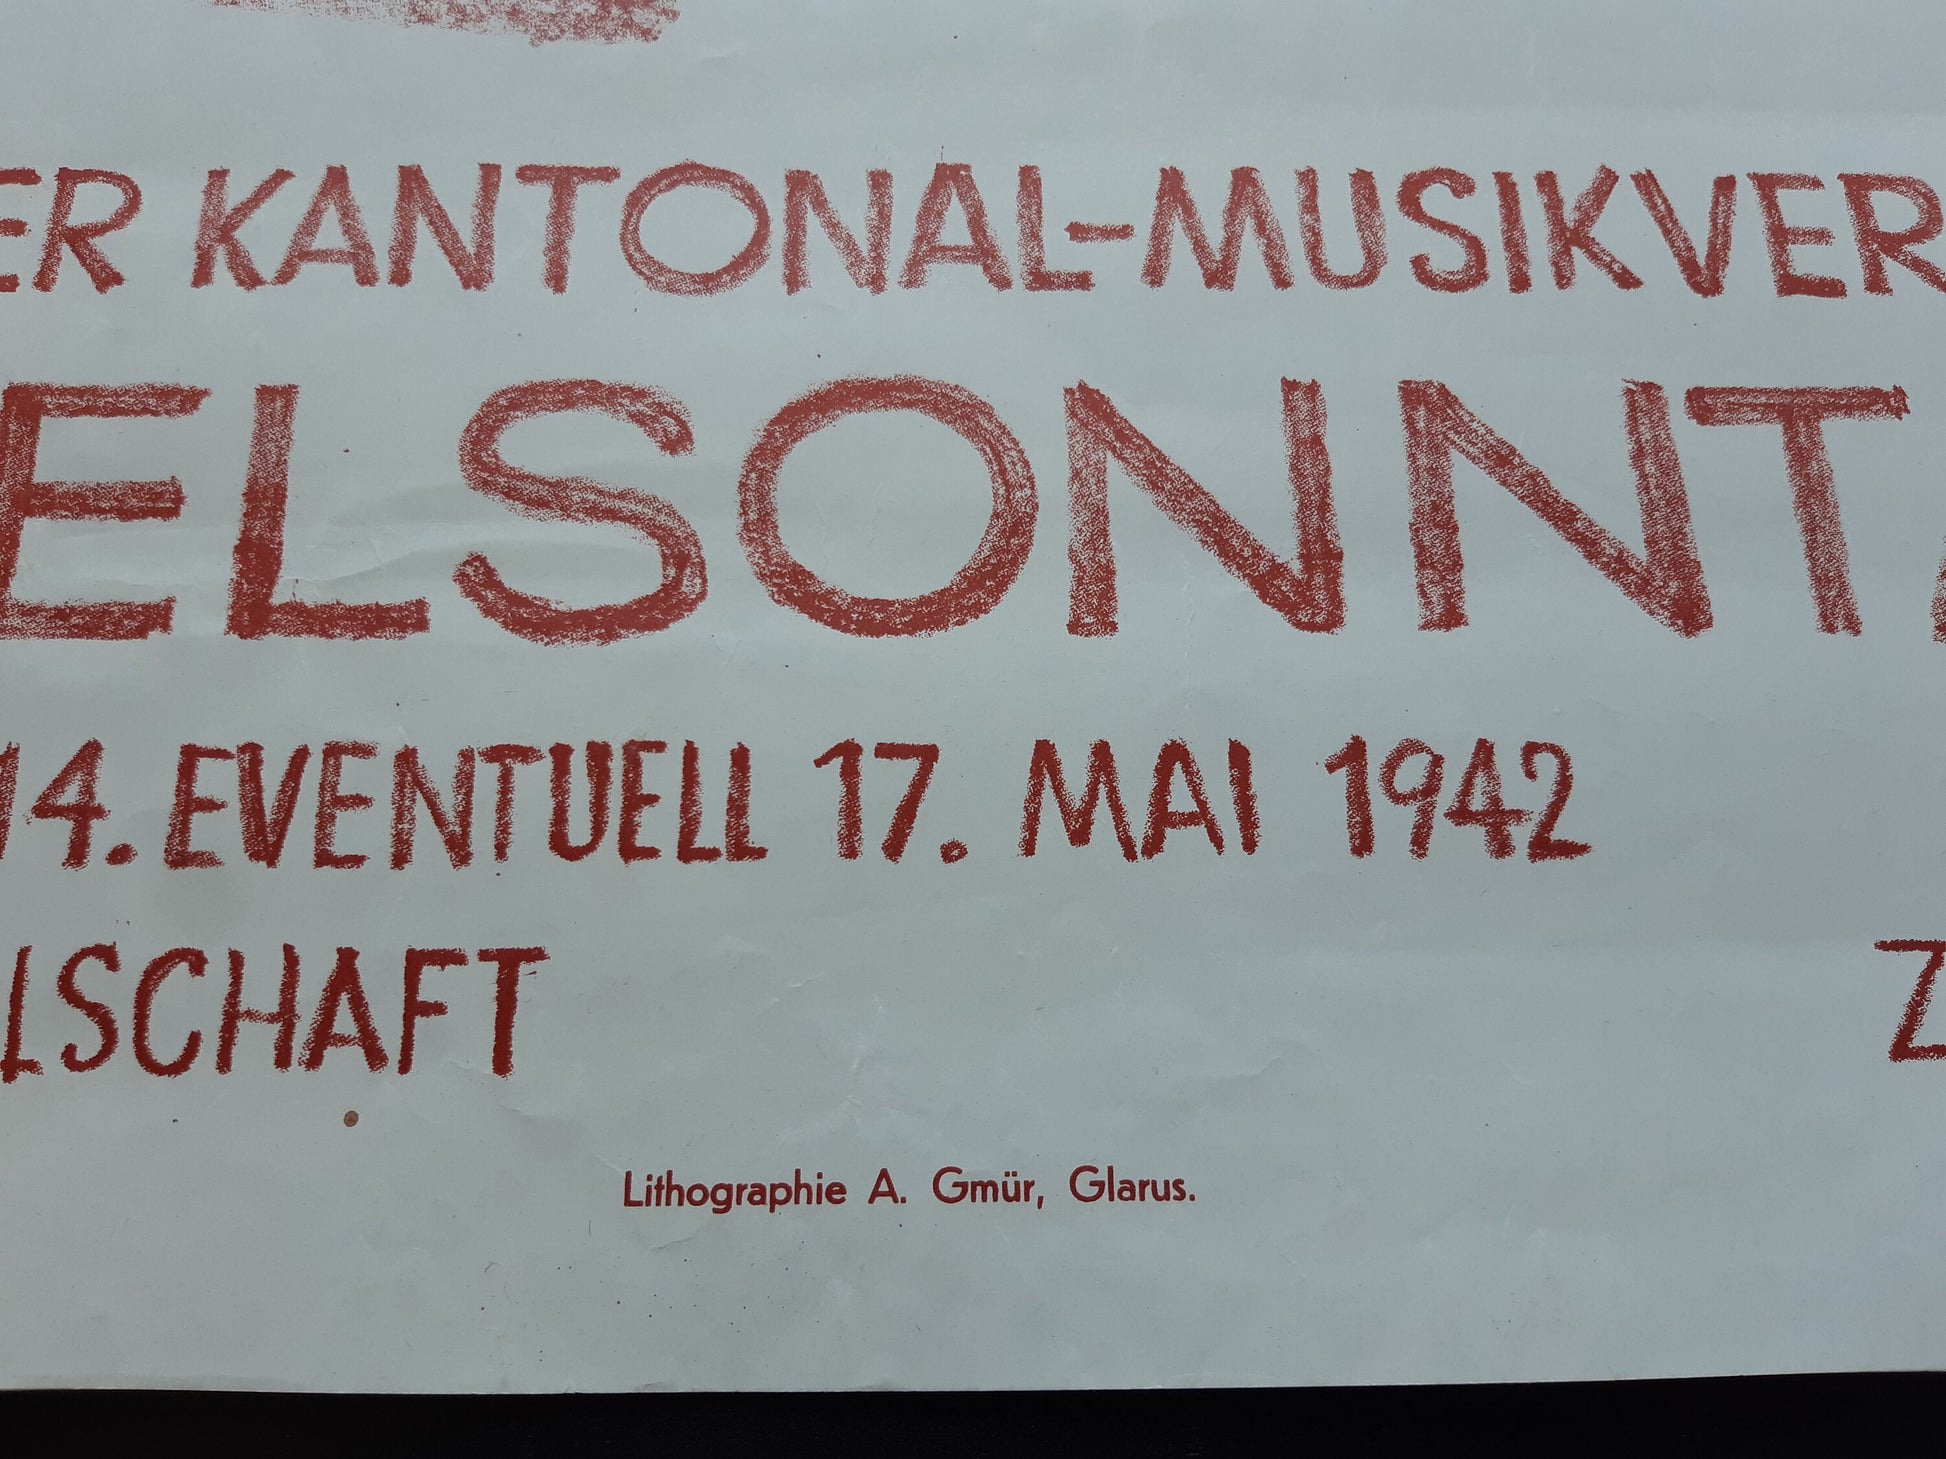 ER KANTONAL-MUSIKVER
ELSONNT
14. EVENTUELL 17. MAI 1942
LSCHAFT Z
Lithographie A. Gmür, Glarus.